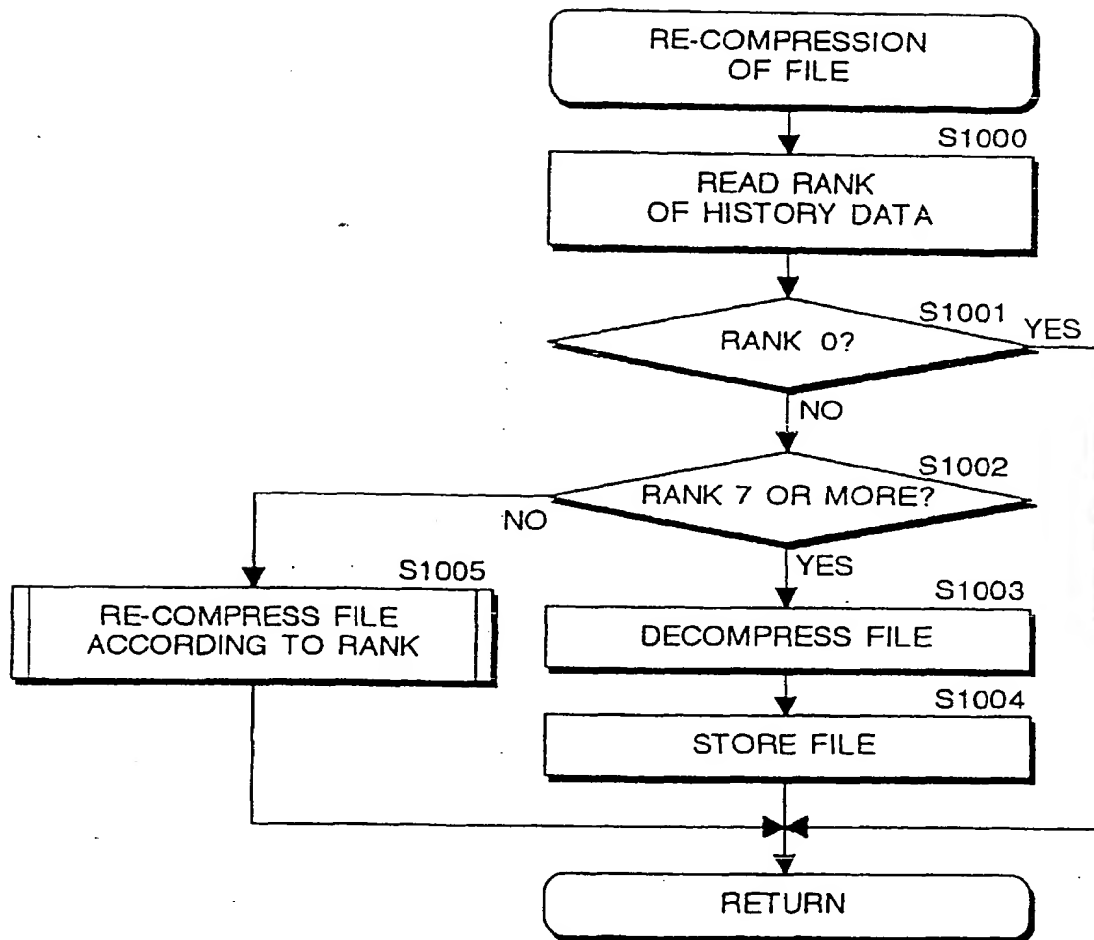 RE-COMPRESSION
OF FILE
S1000
READ RANK
OF HISTORY DATA
S1001
YES
RANK 0?
NO
S1002
RANK 7 OR MORE?
NO
YES
S1005
RE-COMPRESS FILE
ACCORDING TO RANK
S1003
DECOMPRESS FILE
S1004
STORE FILE
RETURN